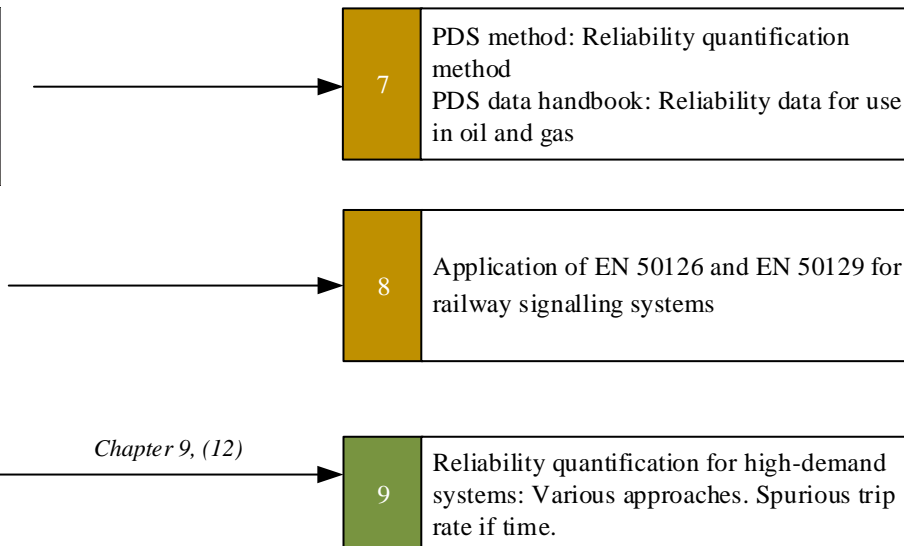 7
PDS method: Reliability quantification
method
PDS data handbook: Reliability data for use
in oil and gas
8
Application of EN 50126 and EN 50129 for
railway signalling systems
Chapter 9, (12)
9
Reliability quantification for high-demand
systems: Various approaches. Spurious trip
rate if time.